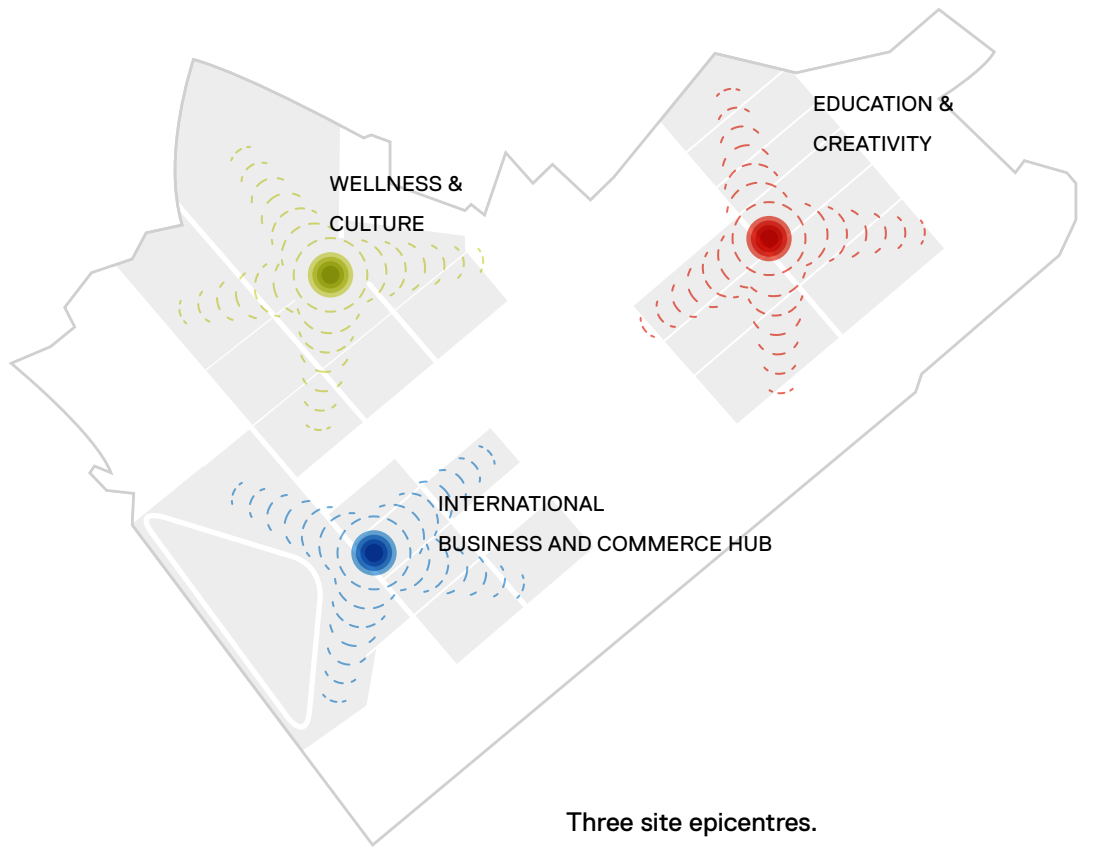 EDUCATION &
CREATIVITY
WELLNESS &
CULTURE
INTERNATIONAL
BUSINESS AND COMMERCE HUB
Three site epicentres.